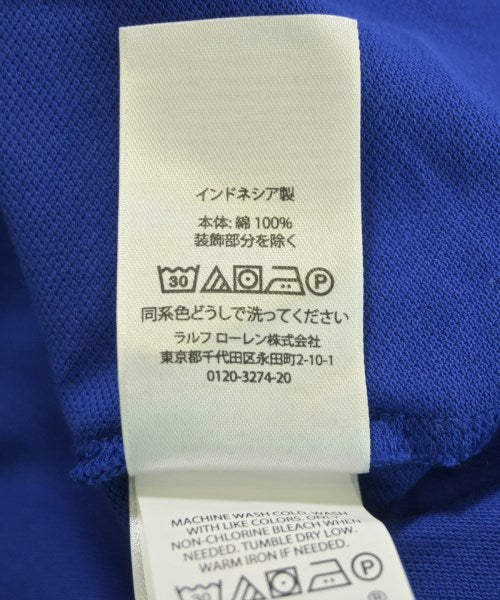 インドネシア製
本体: 綿 100%
装飾部分を除く
30 P
同系色どうしで洗ってください
ラルフ ローレン株式会社
東京都千代田区永田町2-10-1
0120-3274-20
MACHINE WASH COLD. WASH
WITH LIKE COLORS. ONLY
NON-CHLORINE BLEACH WHEN
NEEDED. TUMBLE DRY LOW.
WARM IRON IF NEEDED.
30 P